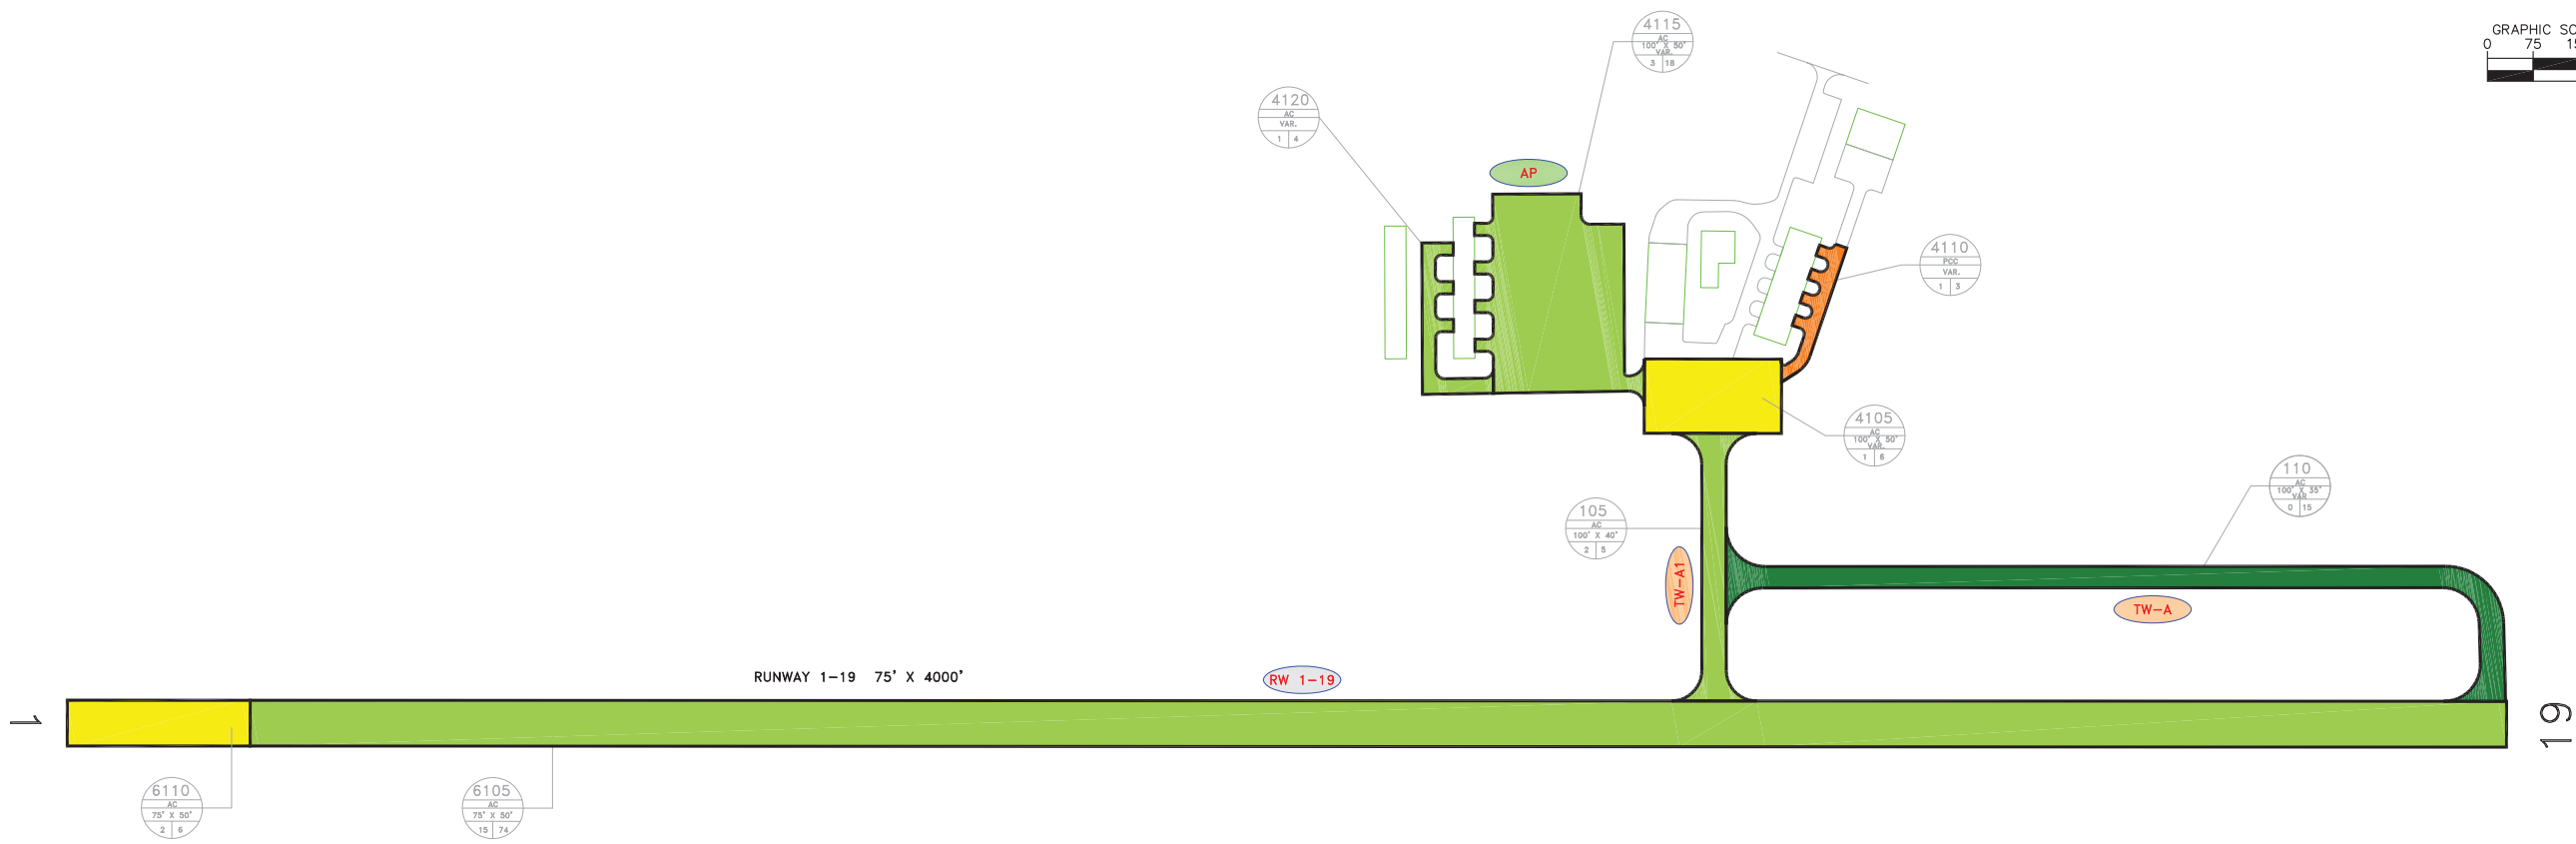 4115
AC
100' X 50'
VAR.
3 18
GRAPHIC SC
0 75 15
4120
AC
VAR.
1 4
AP
4110
PCC
VAR.
1 3
4105
AC
100' X 50'
VAR.
1 6
110
AC
100' X 35'
VAR
0 15
105
AC
100' X 40'
2 5
TW-A1
TW-A
RUNWAY 1-19 75' X 4000'
RW 1-19
1
19
6110
AC
75' X 50'
2 6
6105
AC
75' X 50'
15 74